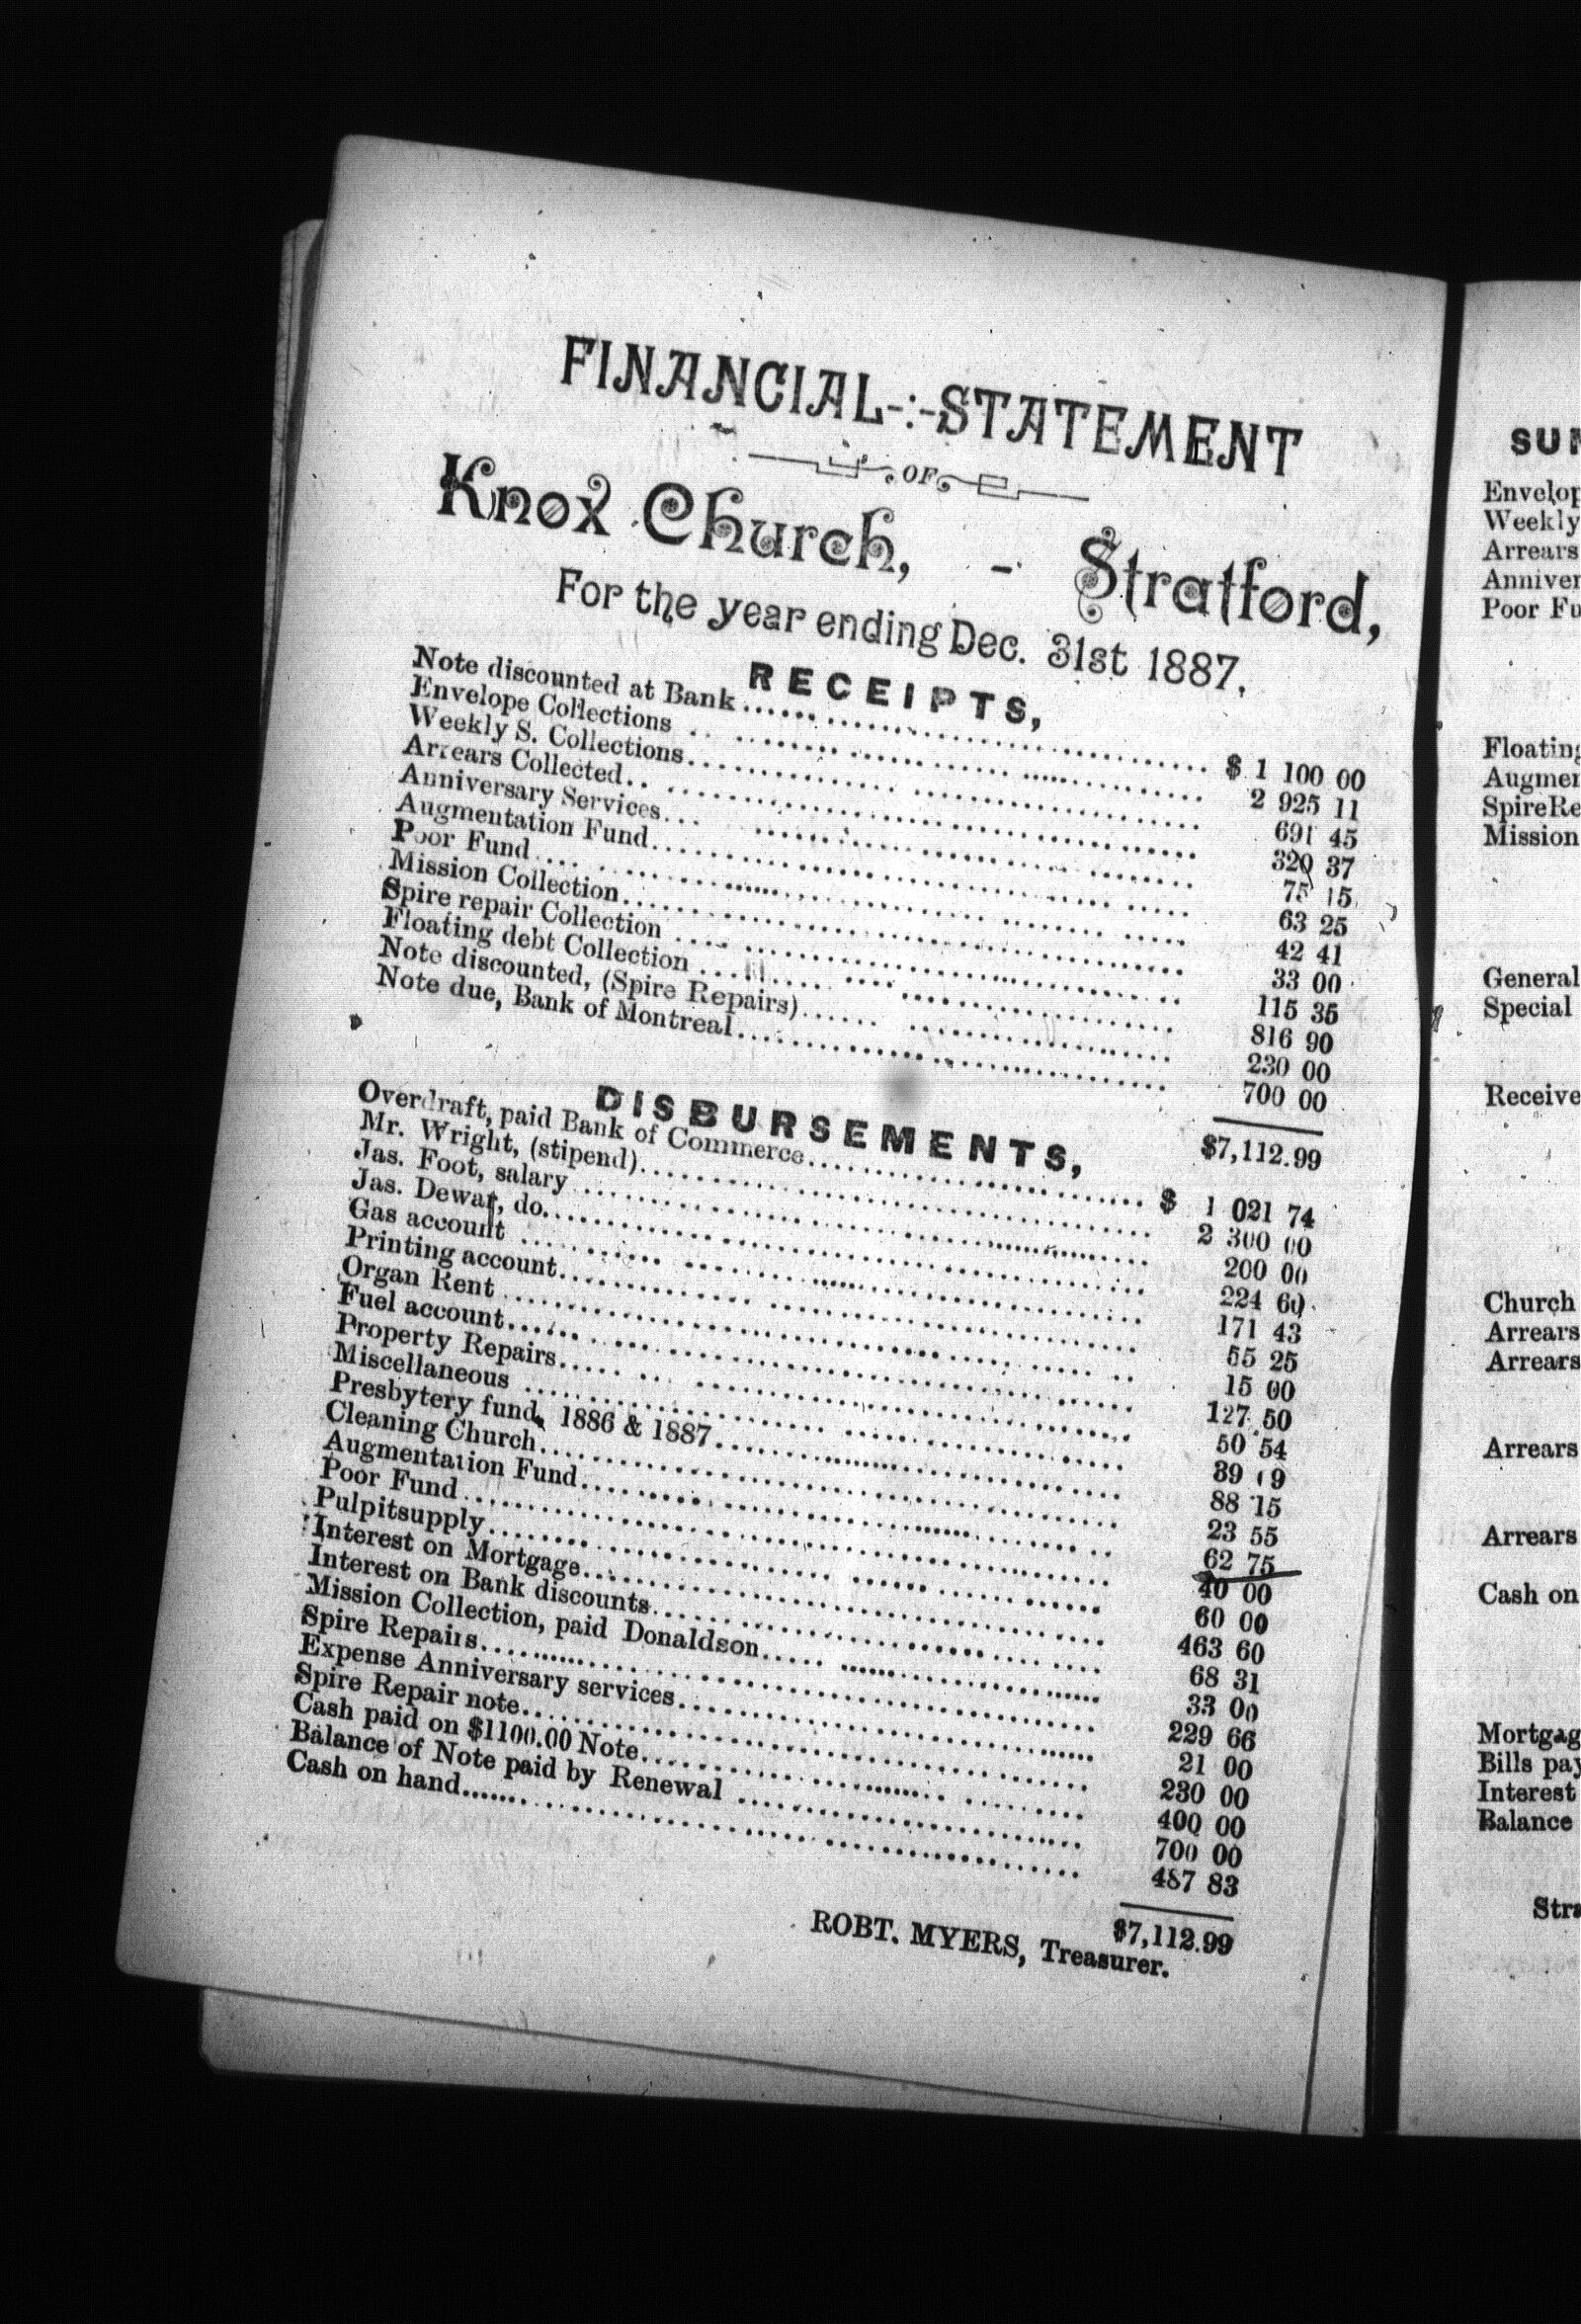 FINANCIAL-:-STATEMENT
OF
Knox Church, - Stratford,
For the year ending Dec. 31st 1887.
RECEIPTS,
Note discounted at Bank........ $ 1 100 00
Envelope Collections........ 2 925 11
Weekly S. Collections........ 691 45
Arrears Collected........ 320 37
Anniversary Services........ 75 15
Augmentation Fund........ 63 25
Poor Fund........ 42 41
Mission Collection........ 33 00
Spire repair Collection........ 115 35
Floating debt Collection........ 816 90
Note discounted, (Spire Repairs)........ 230 00
Note due, Bank of Montreal........ 700 00
$7,112.99
DISBURSEMENTS,
Overdraft, paid Bank of Commerce........ $ 1 021 74
Mr. Wright, (stipend)........ 2 300 00
Jas. Foot, salary........ 200 00
Jas. Dewar, do........ 224 60
Gas account........ 171 43
Printing account........ 55 25
Organ Rent........ 15 00
Fuel account........ 127 50
Property Repairs........ 50 54
Miscellaneous........ 39 19
Presbytery fund, 1886 & 1887........ 88 15
Cleaning Church........ 23 55
Augmentation Fund........ 62 75
Poor Fund........ 40 00
Pulpitsupply........ 60 00
Interest on Mortgage........ 463 60
Interest on Bank discounts........ 68 31
Mission Collection, paid Donaldson........ 33 00
Spire Repairs........ 229 66
Expense Anniversary services........ 21 00
Spire Repair note........ 230 00
Cash paid on $1100.00 Note........ 400 00
Balance of Note paid by Renewal........ 700 00
Cash on hand........ 487 83
$7,112.99
ROBT. MYERS, Treasurer.
Weekly
Arrears
Poor
Mission
General
Special
Church
Arrears
Arrears
Arrears
Arrears
Cash on
Bills
Interest
Balance